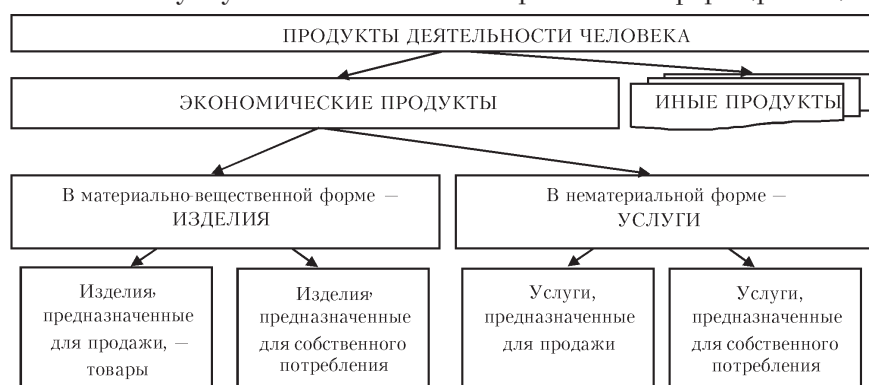 ПРОДУКТЫ ДЕЯТЕЛЬНОСТИ ЧЕЛОВЕКА
ЭКОНОМИЧЕСКИЕ ПРОДУКТЫ
ИНЫЕ ПРОДУКТЫ
В материально-вещественной форме –
ИЗДЕЛИЯ
В нематериальной форме –
УСЛУГИ
Изделия,
предназначенные
для продажи, –
товары
Изделия,
предназначенные
для собственного
потребления
Услуги,
предназначенные
для продажи
Услуги,
предназначенные
для собственного
потребления